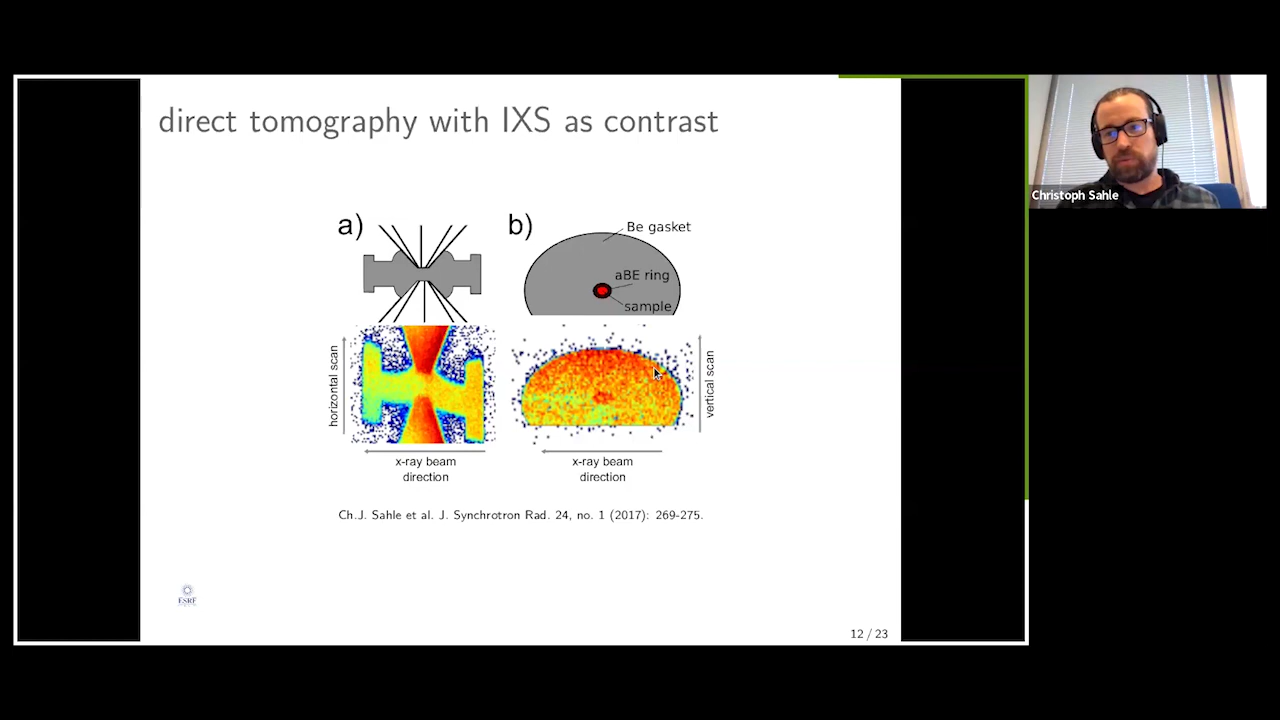 direct tomography with IXS as contrast
Christoph Sahle
a)
b)
Be gasket
aBE ring
sample
horizontal scan
vertical scan
x-ray beam
direction
x-ray beam
direction
Ch.J. Sahle et al. J. Synchrotron Rad. 24, no. 1 (2017): 269-275.
ESRF
12 / 23